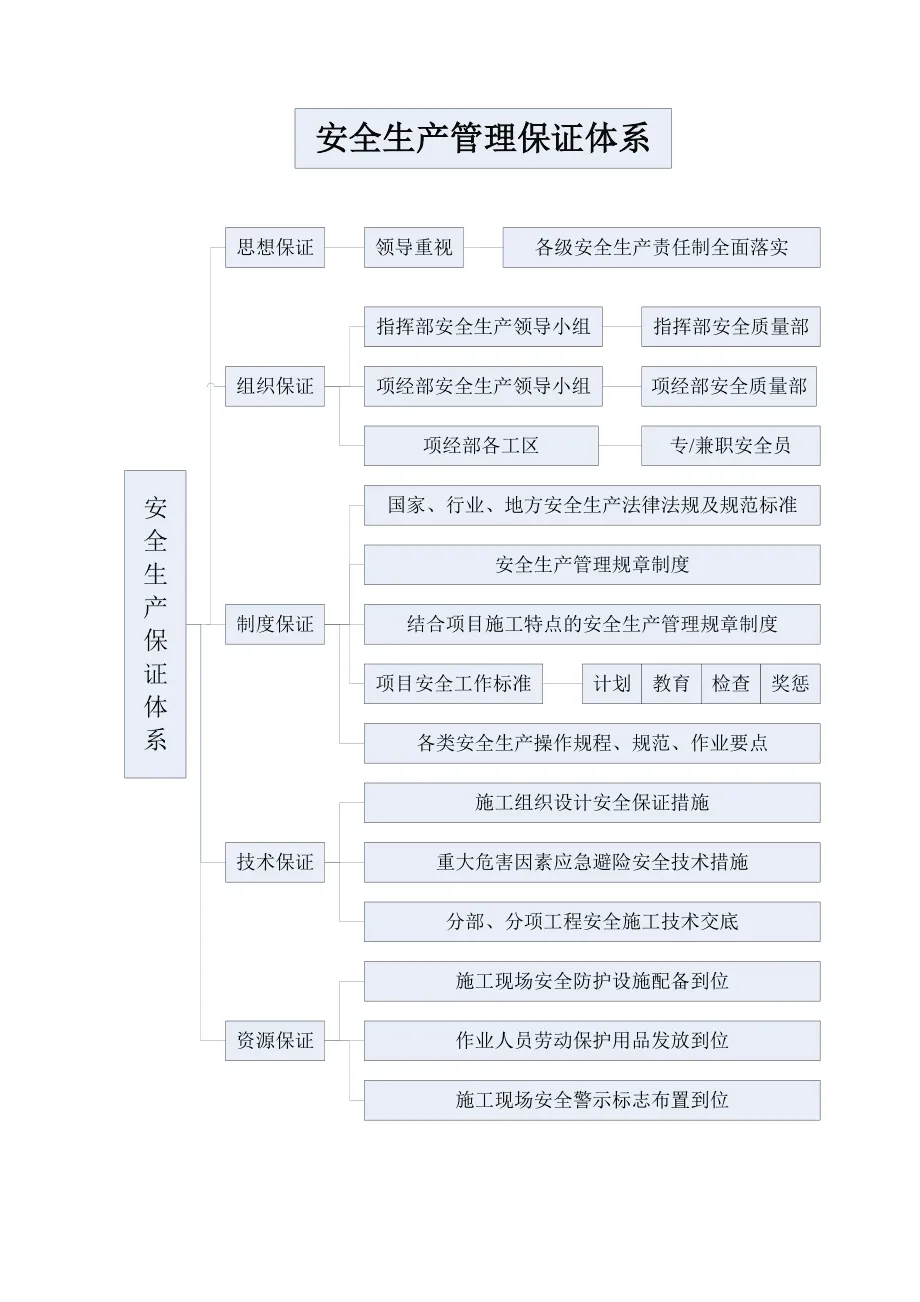 安全生产管理保证体系
思想保证
领导重视
各级安全生产责任制全面落实
指挥部安全生产领导小组
指挥部安全质量部
组织保证
项经部安全生产领导小组
项经部安全质量部
项经部各工区
专/兼职安全员
安全生产保证体系
国家、行业、地方安全生产法律法规及规范标准
安全生产管理规章制度
制度保证
结合项目施工特点的安全生产管理规章制度
项目安全工作标准
计划
教育
检查
奖惩
各类安全生产操作规程、规范、作业要点
施工组织设计安全保证措施
技术保证
重大危害因素应急避险安全技术措施
分部、分项工程安全施工技术交底
施工现场安全防护设施配备到位
资源保证
作业人员劳动保护用品发放到位
施工现场安全警示标志布置到位